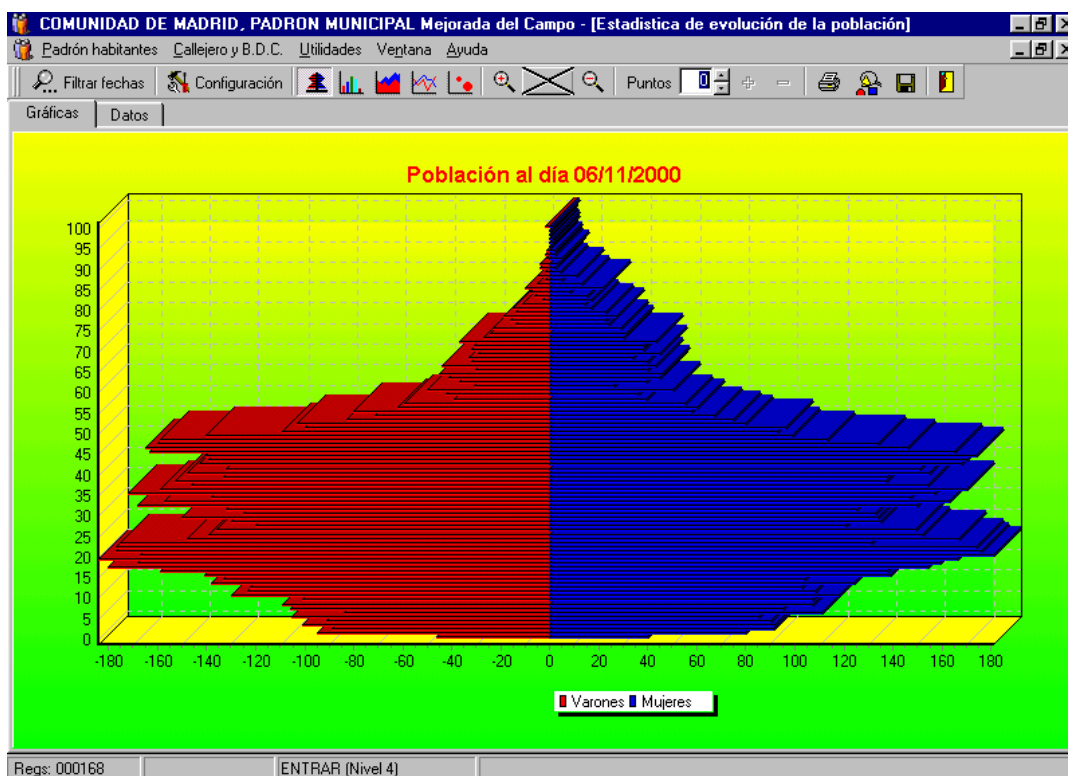 COMUNIDAD DE MADRID, PADRON MUNICIPAL Mejorada del Campo - [Estadistica de evolución de la población]
Padrón habitantes Callejero y B.D.C. Utilidades Ventana Ayuda
Filtrar fechas Configuración Puntos 0
Gráficas Datos
Población al día 06/11/2000
100
95
90
85
80
75
70
65
60
55
50
45
40
35
30
25
20
15
10
5
0
-180 -160 -140 -120 -100 -80 -60 -40 -20 0 20 40 60 80 100 120 140 160 180
Varones Mujeres
Regs: 000168 ENTRAR (Nivel 4)